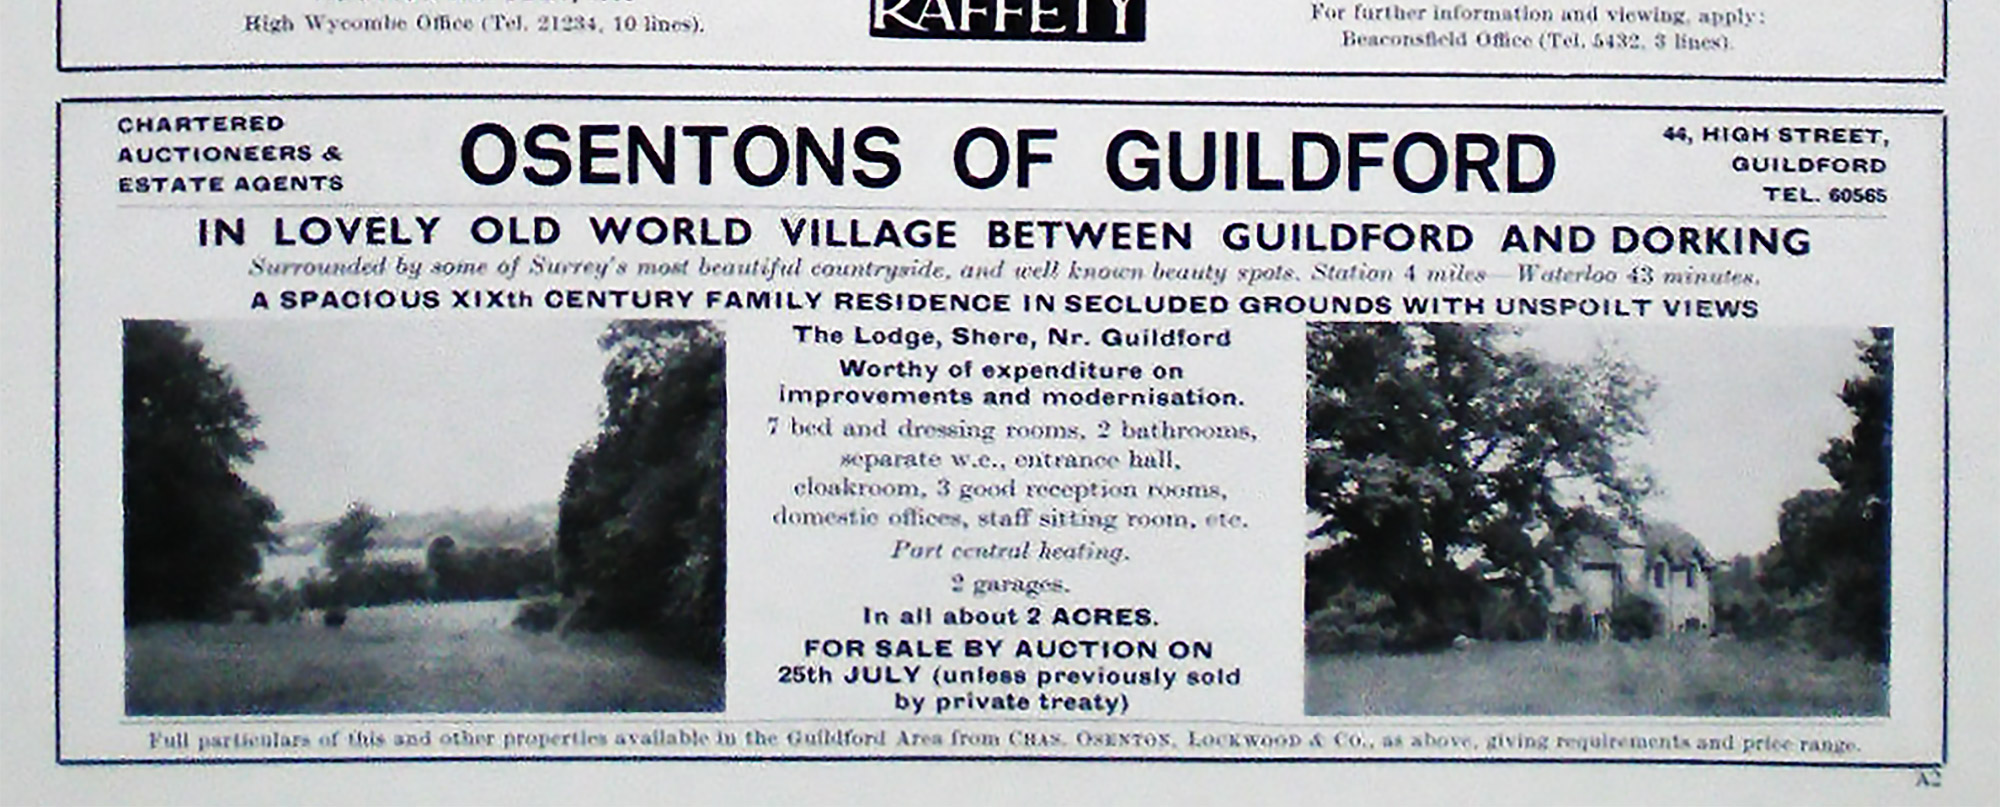 High Wycombe Office (Tel. 21234, 10 lines).
RAFFETY
For further information and viewing, apply:
Beaconsfield Office (Tel. 5432, 3 lines).
CHARTERED
AUCTIONEERS &
ESTATE AGENTS
OSENTONS OF GUILDFORD
44, HIGH STREET,
GUILDFORD
TEL. 60565
IN LOVELY OLD WORLD VILLAGE BETWEEN GUILDFORD AND DORKING
Surrounded by some of Surrey's most beautiful countryside, and well known beauty spots. Station 4 miles—Waterloo 43 minutes.
A SPACIOUS XIXth CENTURY FAMILY RESIDENCE IN SECLUDED GROUNDS WITH UNSPOILT VIEWS
The Lodge, Shere, Nr. Guildford
Worthy of expenditure on
improvements and modernisation.
7 bed and dressing rooms, 2 bathrooms,
separate w.c., entrance hall,
cloakroom, 3 good reception rooms,
domestic offices, staff sitting room, etc.
Part central heating.
2 garages.
In all about 2 ACRES.
FOR SALE BY AUCTION ON
25th JULY (unless previously sold
by private treaty)
Full particulars of this and other properties available in the Guildford Area from CHAS. OSENTON, LOCKWOOD & CO., as above, giving requirements and price range.
A2